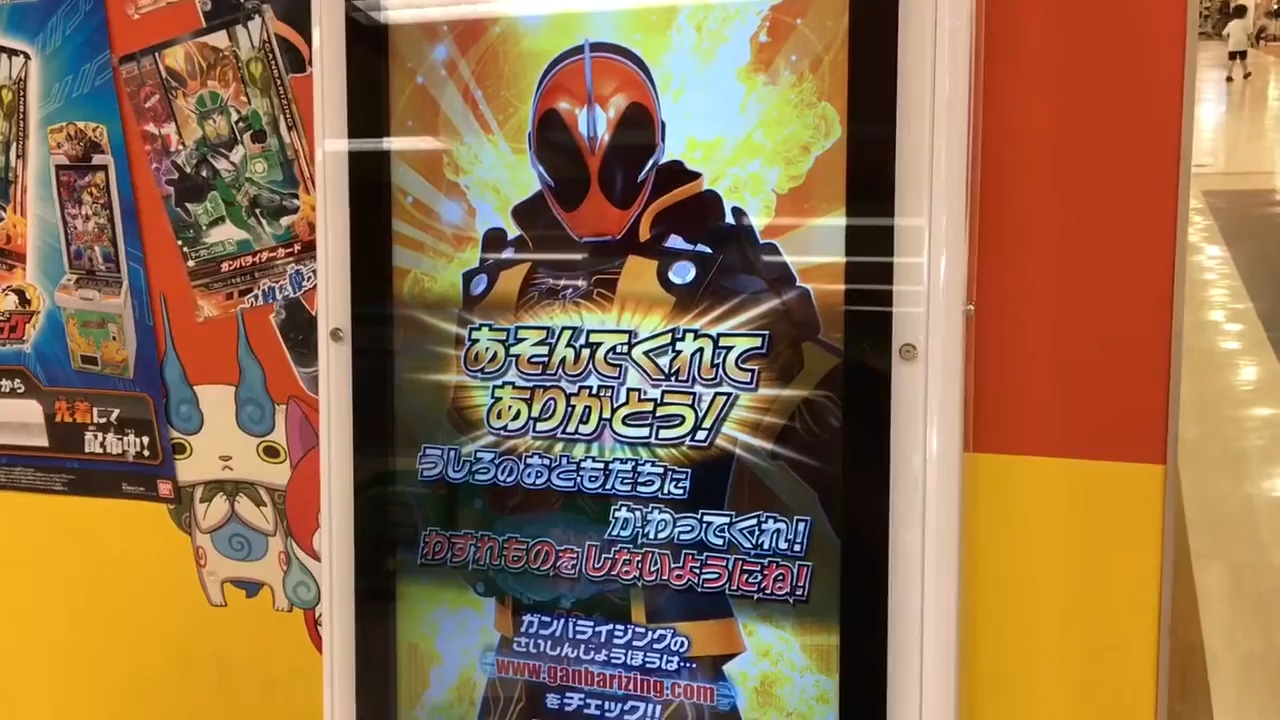 GANBARIZING
ガンバライダーカード
から
先着にて
配布中!
BANDAI
あそんでくれて
ありがとう!
うしろのおともだちに
かわってくれ!
わすれものをしないようにね!
ガンバライジングの
さいしんじょうほうは…
www.ganbarizing.com
をチェック!!